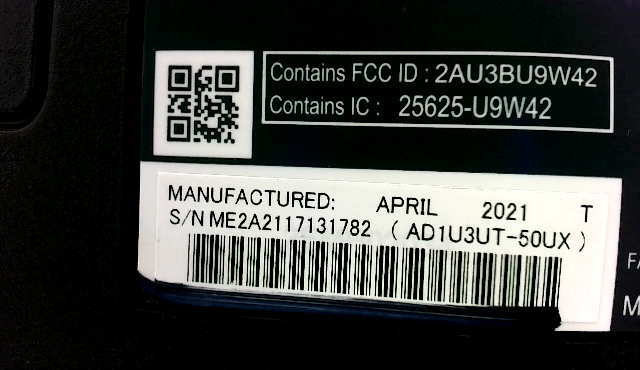 Contains FCC ID : 2AU3BU9W42
Contains IC : 25625-U9W42
MANUFACTURED: APRIL 2021 T
S/N ME2A2117131782 ( AD1U3UT-50UX )